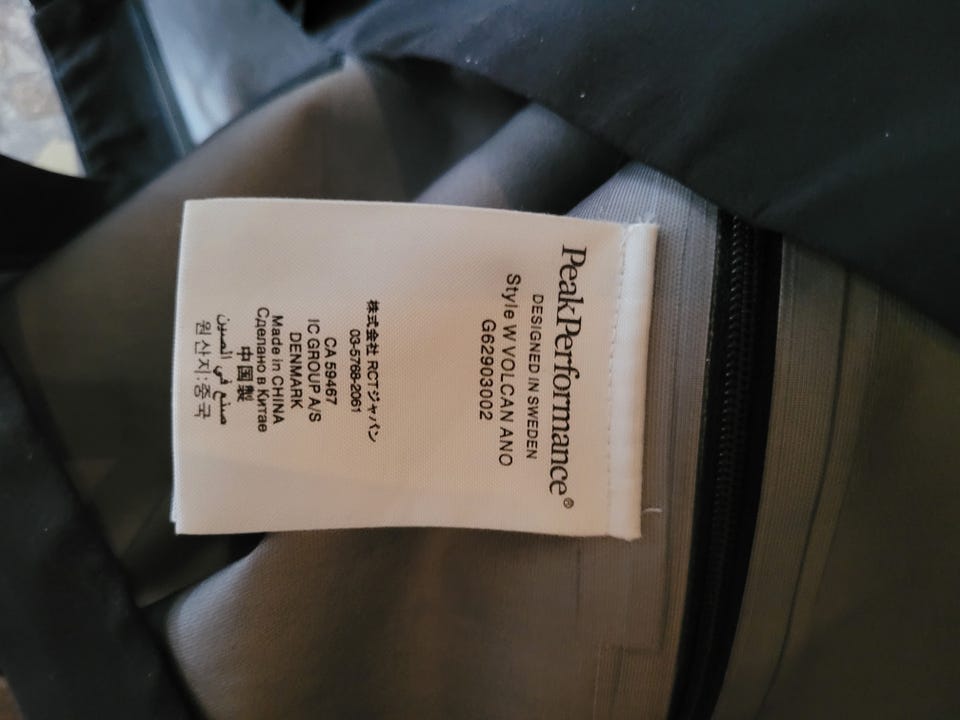 PeakPerformance®
DESIGNED IN SWEDEN
Style W VOLCAN ANO
G62903002
株式会社 RCTジャパン
03-5768-2061
CA 59467
IC GROUP A/S
DENMARK
Made in CHINA
Сделано в Китае
中国製
صنع في الصين
원산지:중국